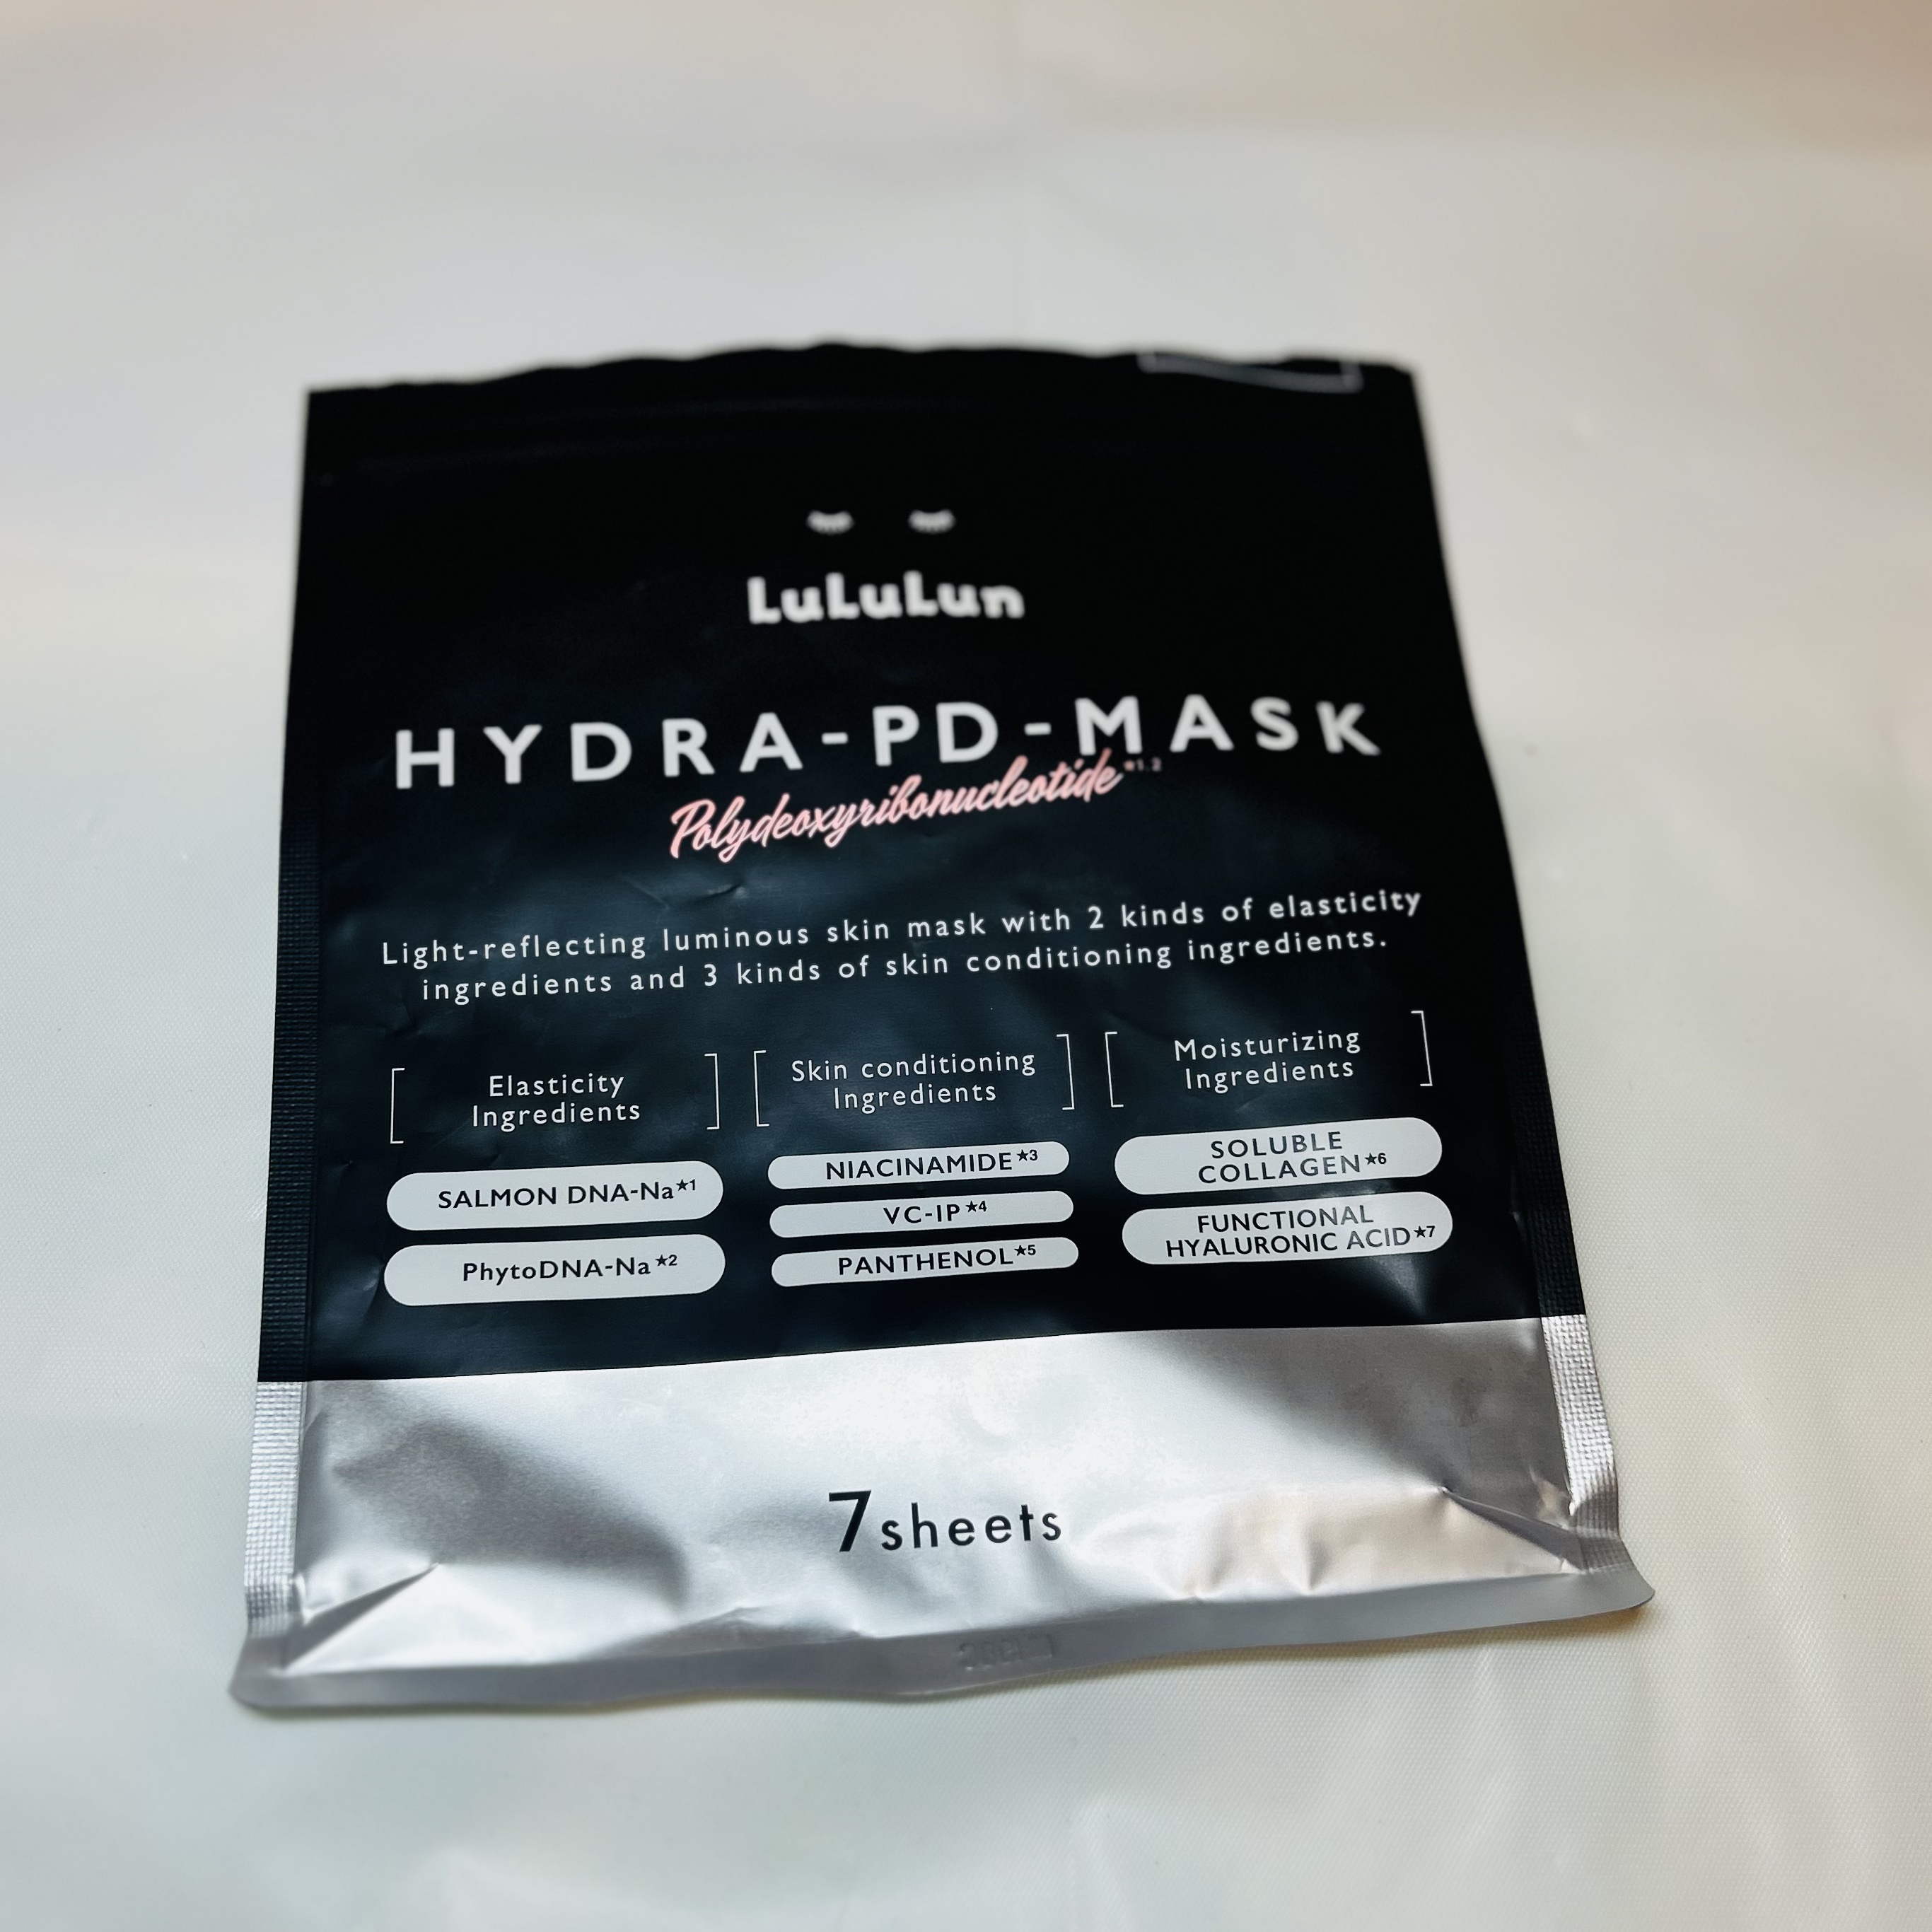 LuLuLun
HYDRA-PD-MASK
Polydeoxyribonucleotide★1.2
Light-reflecting luminous skin mask with 2 kinds of elasticity
ingredients and 3 kinds of skin conditioning ingredients.
Elasticity
Ingredients
SALMON DNA-Na★1
PhytoDNA-Na★2
Skin conditioning
Ingredients
NIACINAMIDE★3
VC-IP★4
PANTHENOL★5
Moisturizing
Ingredients
SOLUBLE
COLLAGEN★6
FUNCTIONAL
HYALURONIC ACID★7
7sheets